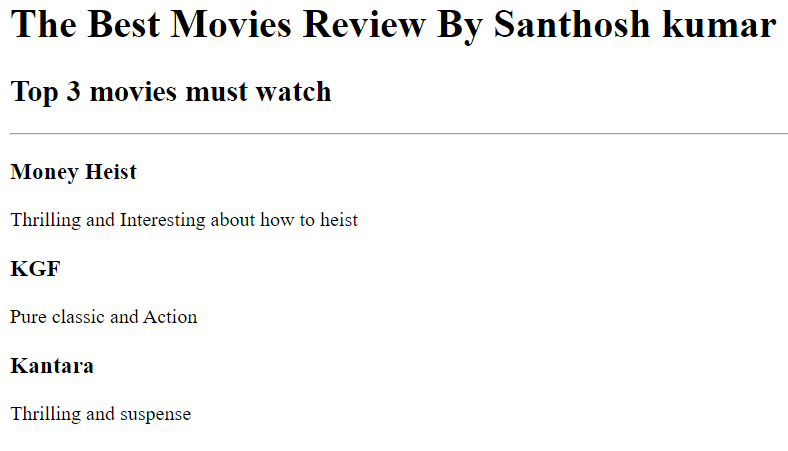 The Best Movies Review By Santhosh kumar
Top 3 movies must watch
Money Heist
Thrilling and Interesting about how to heist
KGF
Pure classic and Action
Kantara
Thrilling and suspense